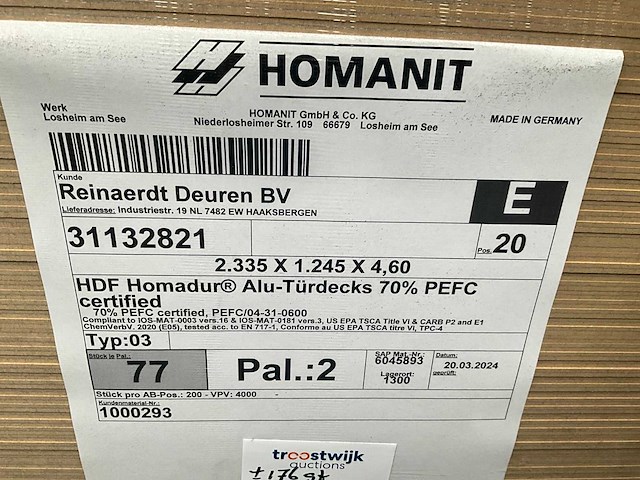 HOMANIT
Werk
Losheim am See
HOMANIT GmbH & Co. KG
Niederlosheimer Str. 109 66679 Losheim am See
MADE IN GERMANY
Kunde
Reinaerdt Deuren BV
E
Lieferadresse: Industriestr. 19 NL 7482 EW HAAKSBERGEN
31132821
Pos. 20
2.335 X 1.245 X 4,60
HDF Homadur® Alu-Türdecks 70% PEFC
certified
70% PEFC certified, PEFC/04-31-0600
Compliant to IOS-MAT-0003 vers.16 & IOS-MAT-0181 vers.3, US EPA TSCA Title VI & CARB P2 and E1
ChemVerbV. 2020 (E05), tested acc. to EN 717-1, Conforme au US EPA TSCA titre VI, TPC-4
Typ:03
Stück je Pal.:
77
Pal.:2
SAP Mat.-Nr.:
6045893
Lagerort:
1300
Datum:
20.03.2024
geprüft:
Stück pro AB-Pos.: 200 - VPV: 4000 -
Kundenmaterial-Nr.:
1000293
troostwijk
auctions